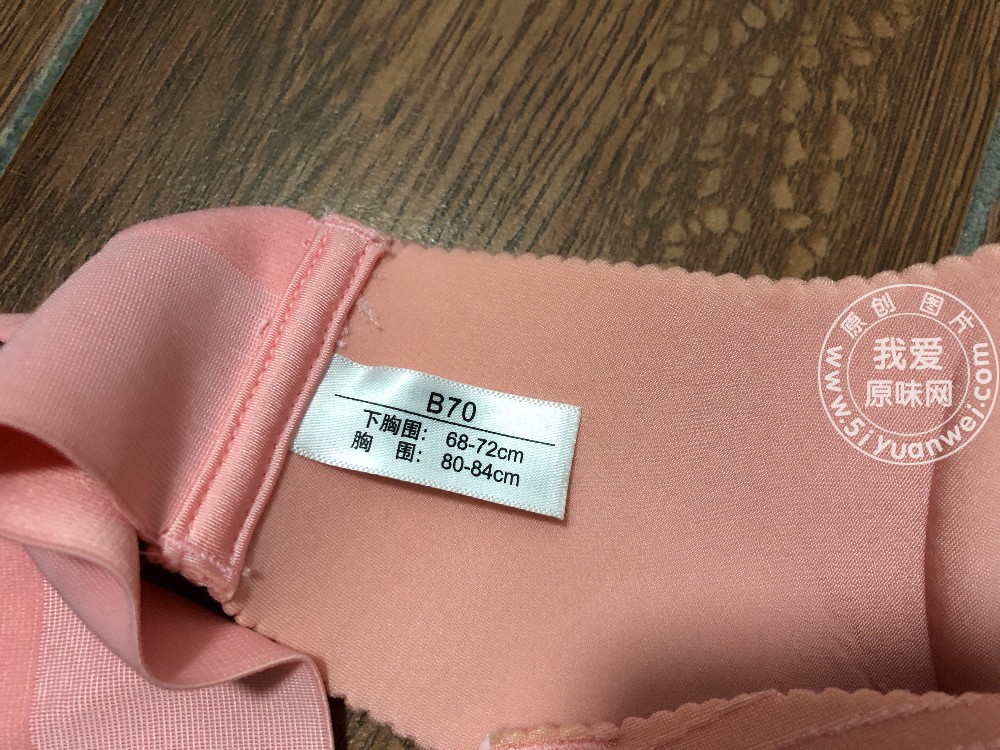 B70
下胸围: 68-72cm
胸 围: 80-84cm
原创 图片
我爱
原味网
www.5iYuanwei.com